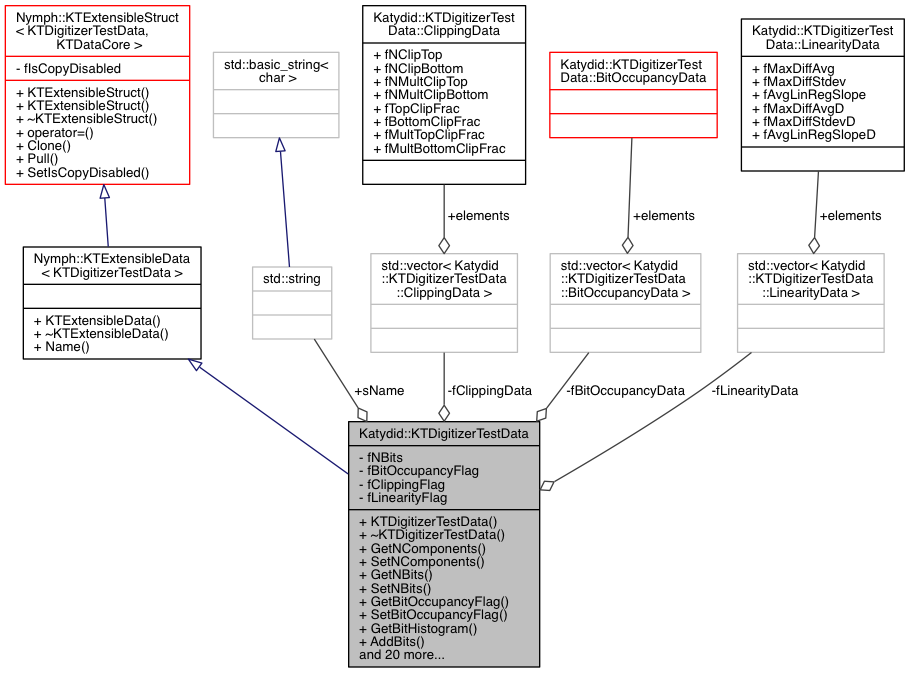 Nymph::KTExtensibleStruct
< KTDigitizerTestData,
KTDataCore >
- fIsCopyDisabled
+ KTExtensibleStruct()
+ KTExtensibleStruct()
+ ~KTExtensibleStruct()
+ operator=()
+ Clone()
+ Pull()
+ SetIsCopyDisabled()
std::basic_string<
char >
Katydid::KTDigitizerTest
Data::ClippingData
+ fNClipTop
+ fNClipBottom
+ fNMultClipTop
+ fNMultClipBottom
+ fTopClipFrac
+ fBottomClipFrac
+ fMultTopClipFrac
+ fMultBottomClipFrac
Katydid::KTDigitizerTest
Data::BitOccupancyData
Katydid::KTDigitizerTest
Data::LinearityData
+ fMaxDiffAvg
+ fMaxDiffStdev
+ fAvgLinRegSlope
+ fMaxDiffAvgD
+ fMaxDiffStdevD
+ fAvgLinRegSlopeD
+elements
+elements
+elements
Nymph::KTExtensibleData
< KTDigitizerTestData >
+ KTExtensibleData()
+ ~KTExtensibleData()
+ Name()
std::string
std::vector< Katydid
::KTDigitizerTestData
::ClippingData >
std::vector< Katydid
::KTDigitizerTestData
::BitOccupancyData >
std::vector< Katydid
::KTDigitizerTestData
::LinearityData >
+sName
-fClippingData
-fBitOccupancyData
-fLinearityData
Katydid::KTDigitizerTestData
- fNBits
- fBitOccupancyFlag
- fClippingFlag
- fLinearityFlag
+ KTDigitizerTestData()
+ ~KTDigitizerTestData()
+ GetNComponents()
+ SetNComponents()
+ GetNBits()
+ SetNBits()
+ GetBitOccupancyFlag()
+ SetBitOccupancyFlag()
+ GetBitHistogram()
+ AddBits()
and 20 more...